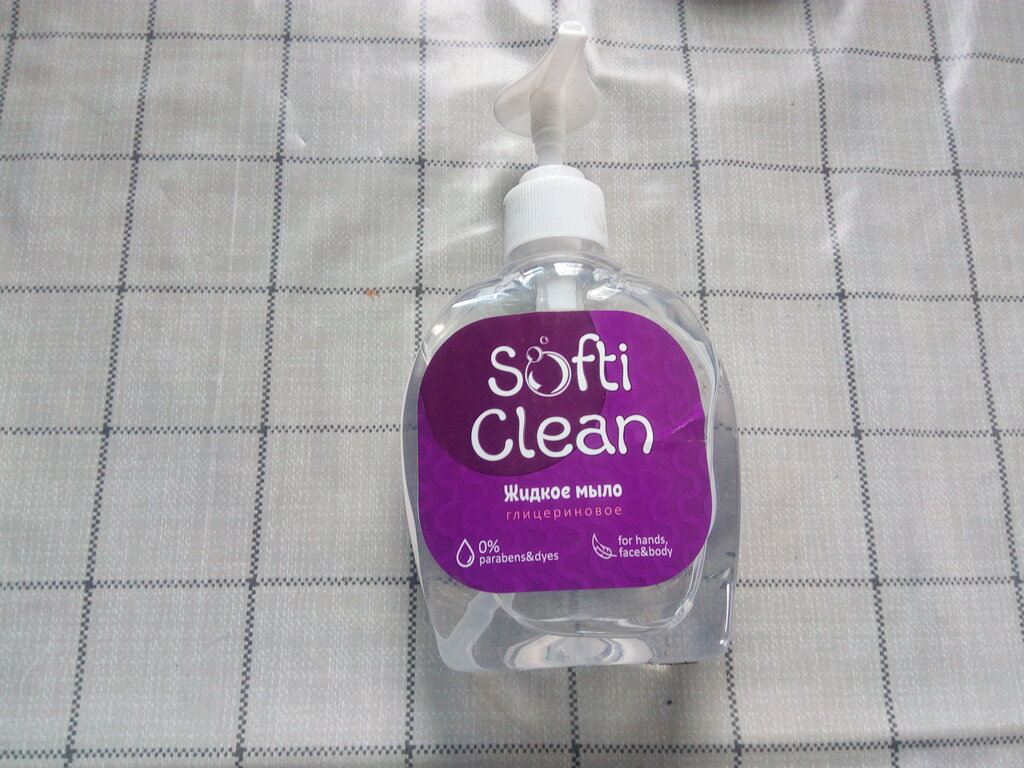 Softi
Clean
Жидкое мыло
глицериновое
0%
parabens&dyes
for hands,
face&body